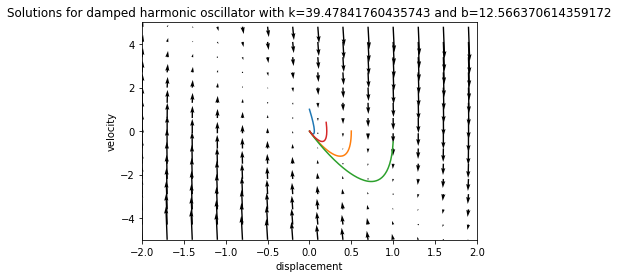 Solutions for damped harmonic oscillator with k=39.47841760435743 and b=12.566370614359172
4
2
0
−2
−4
velocity
−2.0 −1.5 −1.0 −0.5 0.0 0.5 1.0 1.5 2.0
displacement